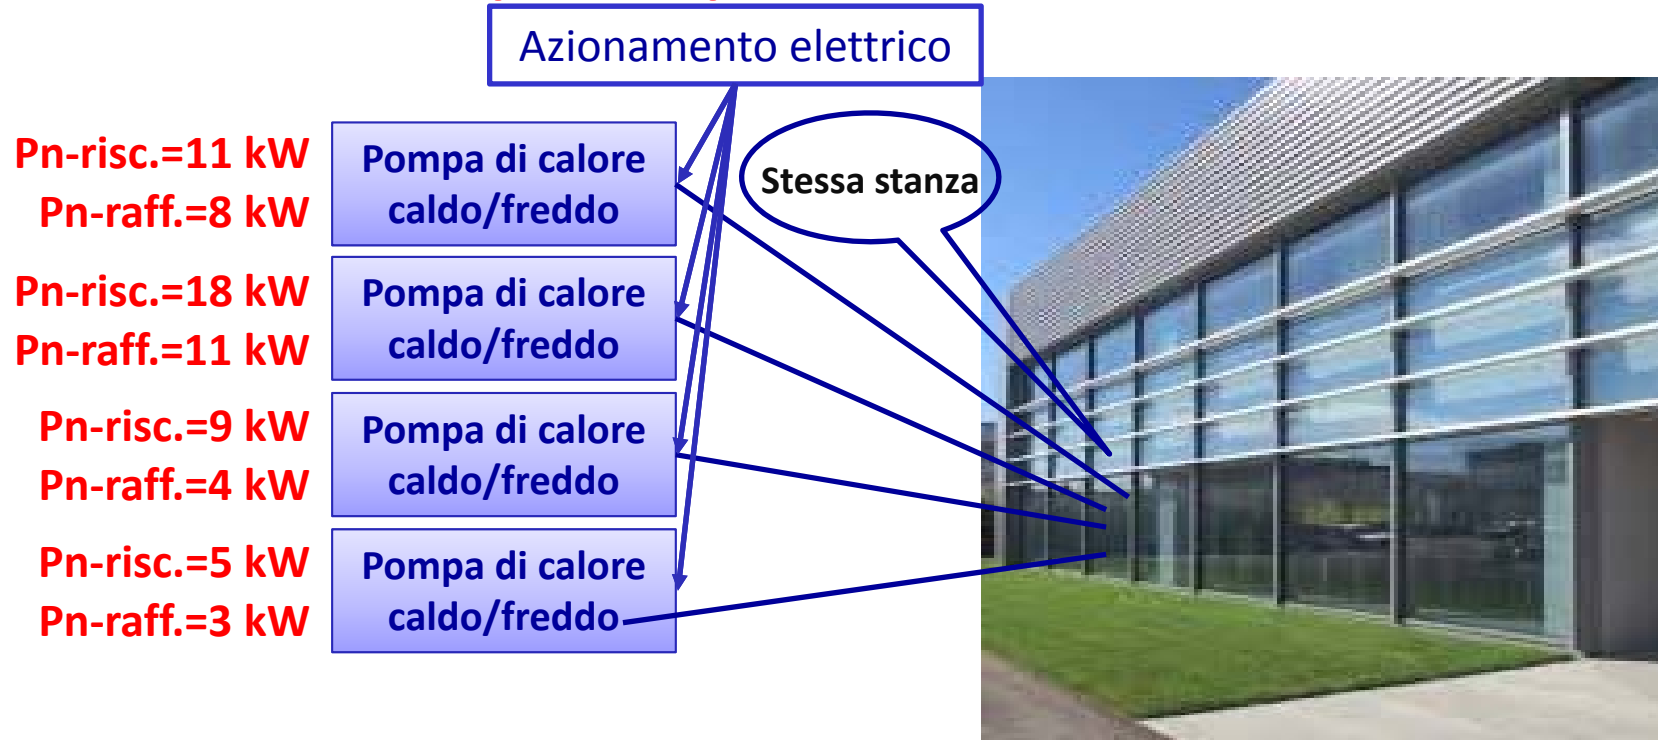 Azionamento elettrico
Pn-risc.=11 kW
Pn-raff.=8 kW
Pompa di calore
caldo/freddo
Stessa stanza
Pn-risc.=18 kW
Pn-raff.=11 kW
Pompa di calore
caldo/freddo
Pn-risc.=9 kW
Pn-raff.=4 kW
Pompa di calore
caldo/freddo
Pn-risc.=5 kW
Pn-raff.=3 kW
Pompa di calore
caldo/freddo